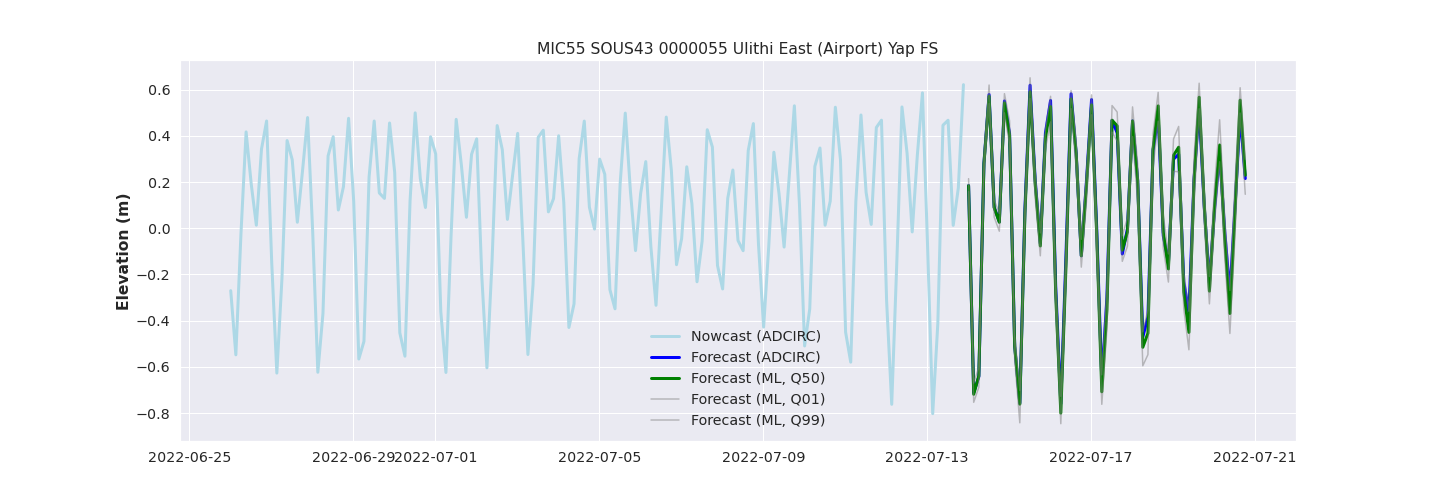 MIC55 SOUS43 0000055 Ulithi East (Airport) Yap FS
Elevation (m)
0.6
0.4
0.2
0.0
−0.2
−0.4
−0.6
−0.8
Nowcast (ADCIRC)
Forecast (ADCIRC)
Forecast (ML, Q50)
Forecast (ML, Q01)
Forecast (ML, Q99)
2022-06-25 2022-06-29 2022-07-01 2022-07-05 2022-07-09 2022-07-13 2022-07-17 2022-07-21